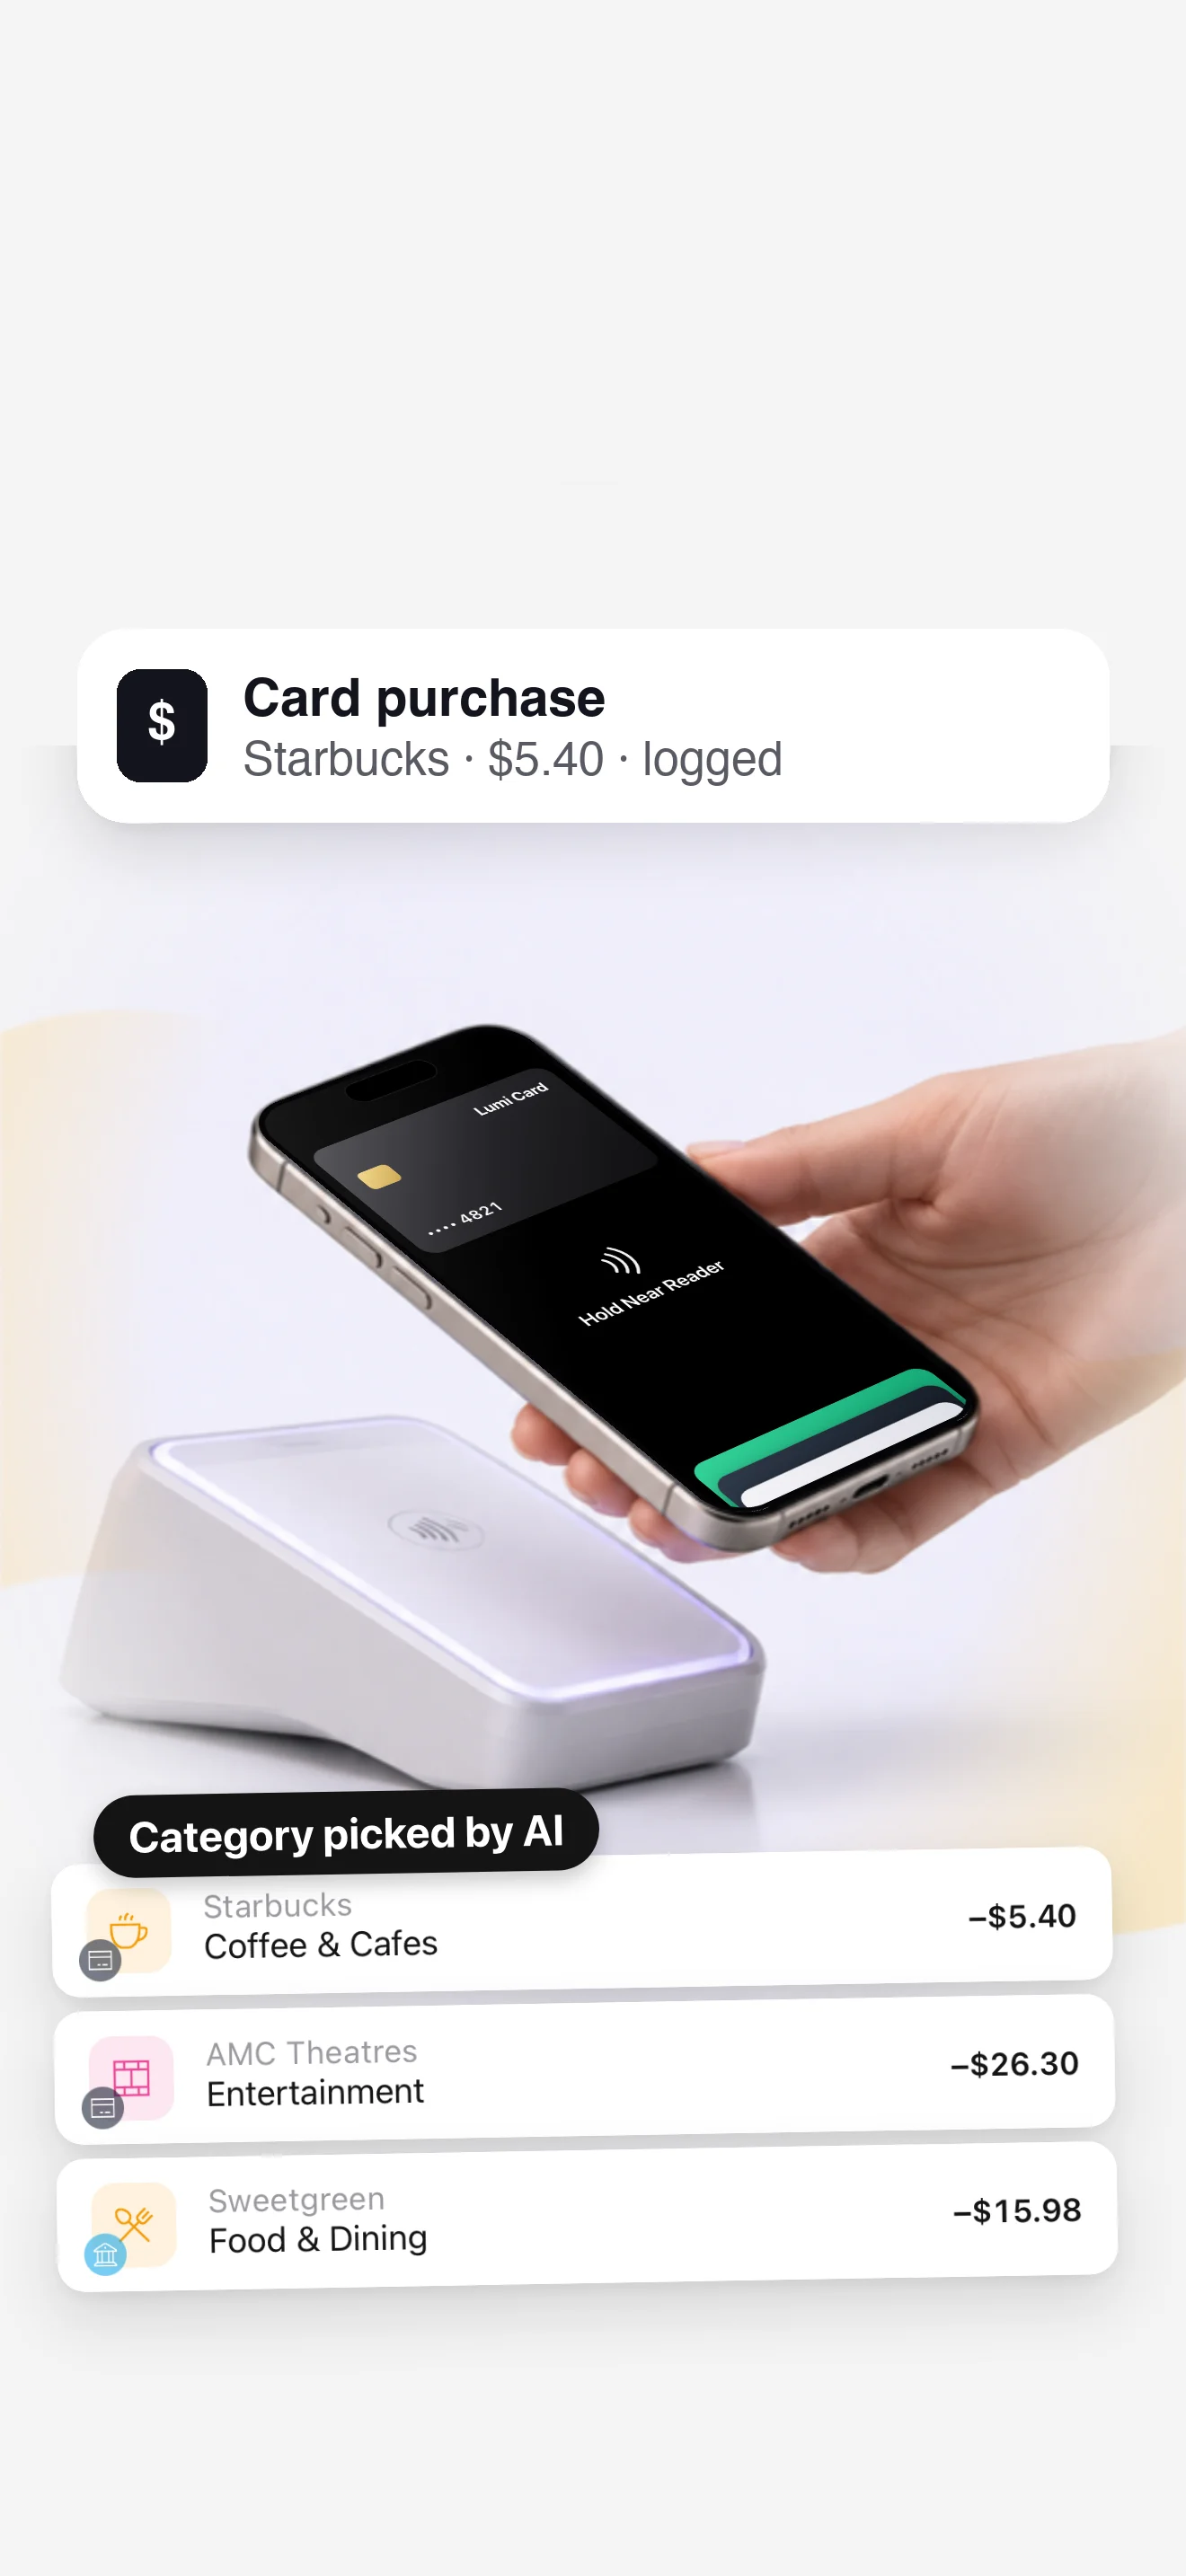 $
Card purchase
Starbucks · $5.40 · logged
Lumi Card
•••• 4821
Hold Near Reader
Category picked by AI
Starbucks
Coffee & Cafes
–$5.40
AMC Theatres
Entertainment
–$26.30
Sweetgreen
Food & Dining
–$15.98